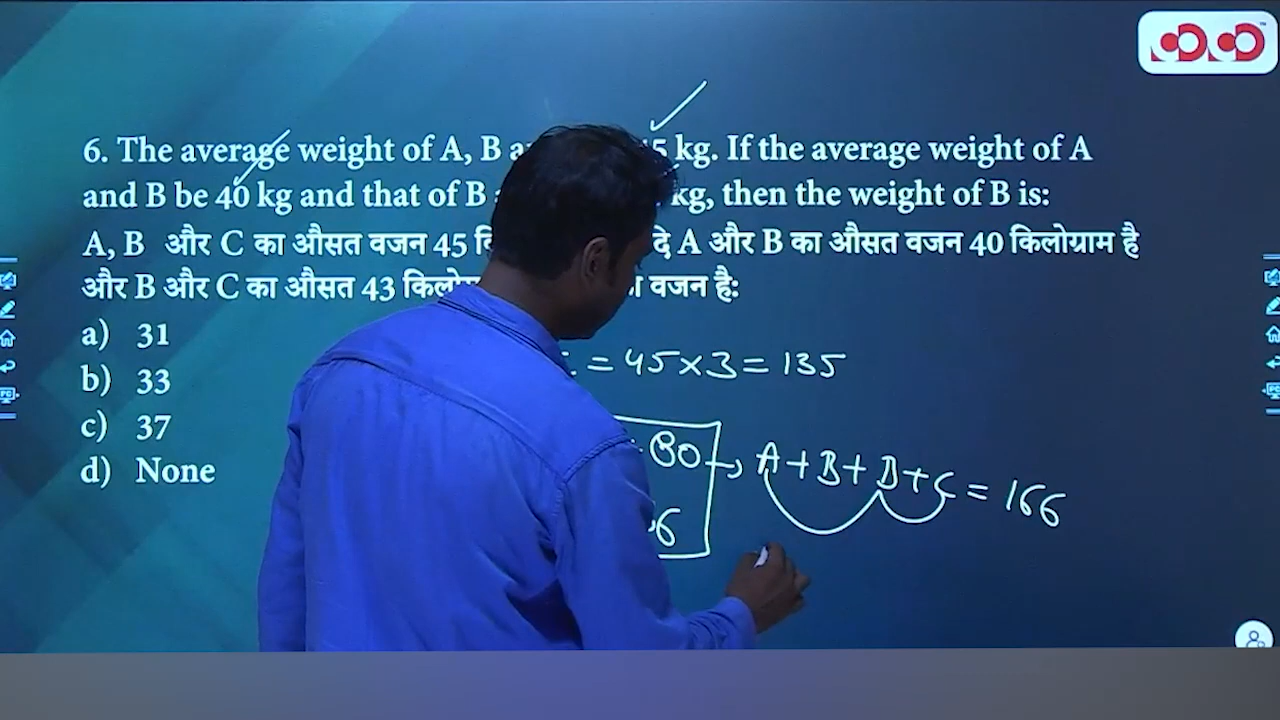 6. The average weight of A, B 15 kg. If the average weight of A
and B be 40 kg and that of B kg, then the weight of B is:
A, B और C का औसत वजन 45 A और B का औसत वजन 40 किलोग्राम है
और B और C का औसत 43 वजन है:
a) 31
= 45 × 3 = 135
b) 33
c) 37
80 → A + B + B + C = 166
d) None
6